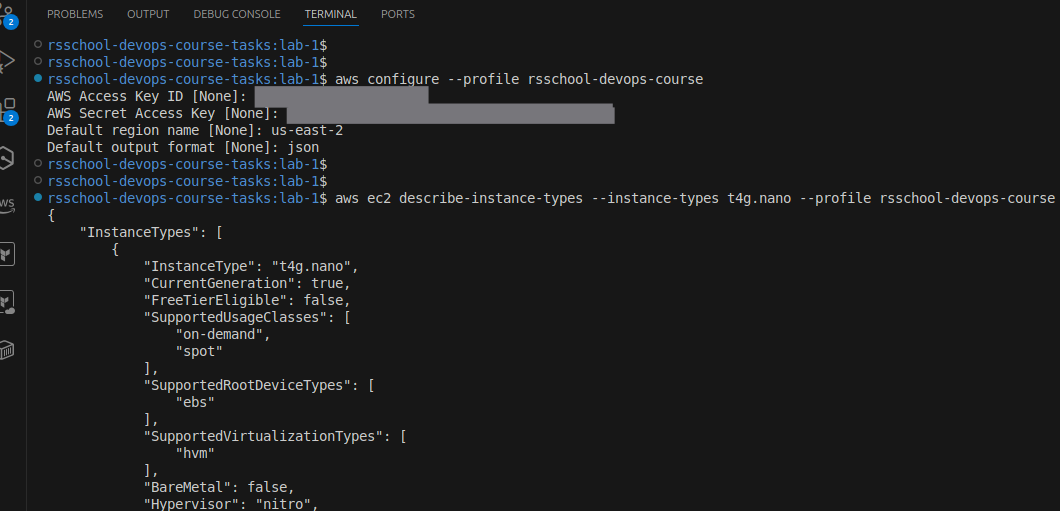 PROBLEMS OUTPUT DEBUG CONSOLE TERMINAL PORTS
rsschool-devops-course-tasks:lab-1$
rsschool-devops-course-tasks:lab-1$
2
rsschool-devops-course-tasks:lab-1$ aws configure --profile rsschool-devops-course
AWS Access Key ID [None]:
AWS Secret Access Key [None]:
2
Default region name [None]: us-east-2
Default output format [None]: json
rsschool-devops-course-tasks:lab-1$
rsschool-devops-course-tasks:lab-1$
rsschool-devops-course-tasks:lab-1$ aws ec2 describe-instance-types --instance-types t4g.nano --profile rsschool-devops-course
{
    "InstanceTypes": [
        {
            "InstanceType": "t4g.nano",
            "CurrentGeneration": true,
            "FreeTierEligible": false,
            "SupportedUsageClasses": [
                "on-demand",
                "spot"
            ],
            "SupportedRootDeviceTypes": [
                "ebs"
            ],
            "SupportedVirtualizationTypes": [
                "hvm"
            ],
            "BareMetal": false,
            "Hypervisor": "nitro",